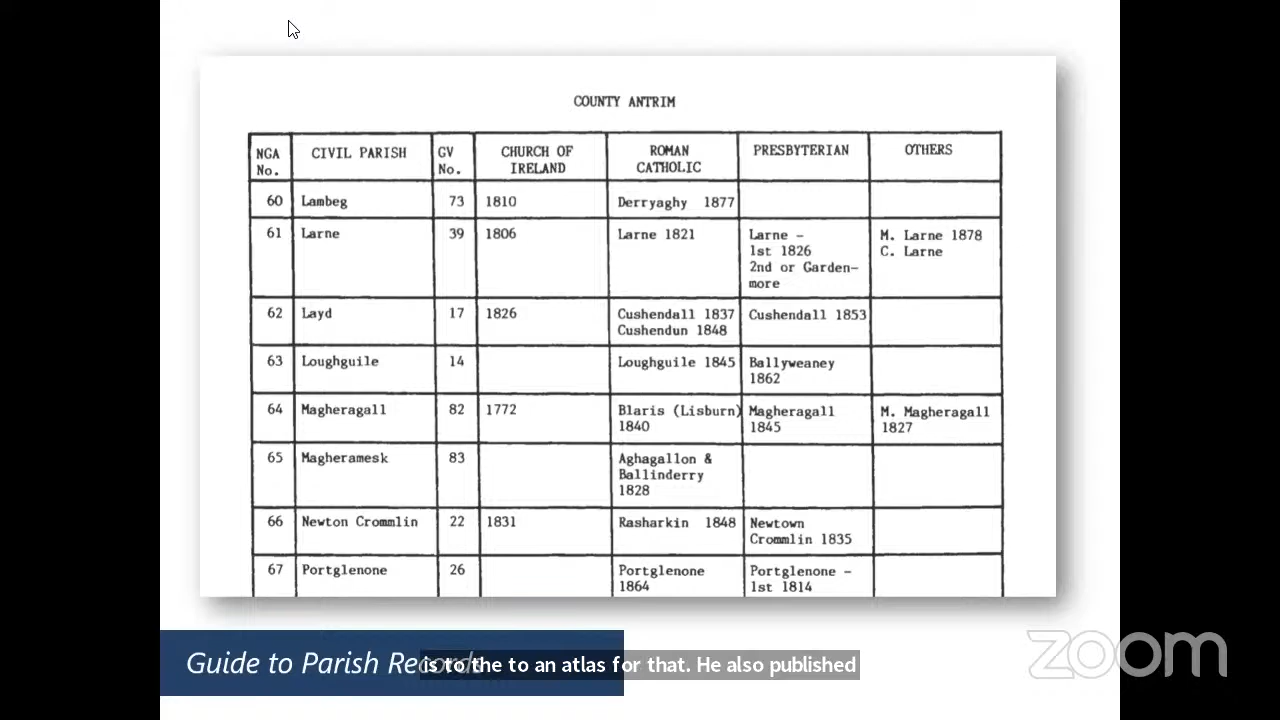 COUNTY ANTRIM
NGA No. | CIVIL PARISH | GV No. | CHURCH OF IRELAND | ROMAN CATHOLIC | PRESBYTERIAN | OTHERS
60 | Lambeg | 73 | 1810 | Derryaghy 1877
61 | Larne | 39 | 1806 | Larne 1821 | Larne - | M. Larne 1878
1st 1826 | C. Larne
2nd or Garden-
more
62 | Layd | 17 | 1826 | Cushendall 1837 | Cushendall 1853
Cushendun 1848
63 | Loughguile | 14 | Loughguile 1845 | Ballyweaney
1862
64 | Magheragall | 82 | 1772 | Blaris (Lisburn) | Magheragall | M. Magheragall
1840 | 1845 | 1827
65 | Magheramesk | 83 | Aghagallon &
Ballinderry
1828
66 | Newton Crommlin | 22 | 1831 | Rasharkin 1848 | Newtown
Crommlin 1835
67 | Portglenone | 26 | Portglenone | Portglenone -
1864 | 1st 1814
Guide to Parish Records
is to the to an atlas for that. He also published
zoom